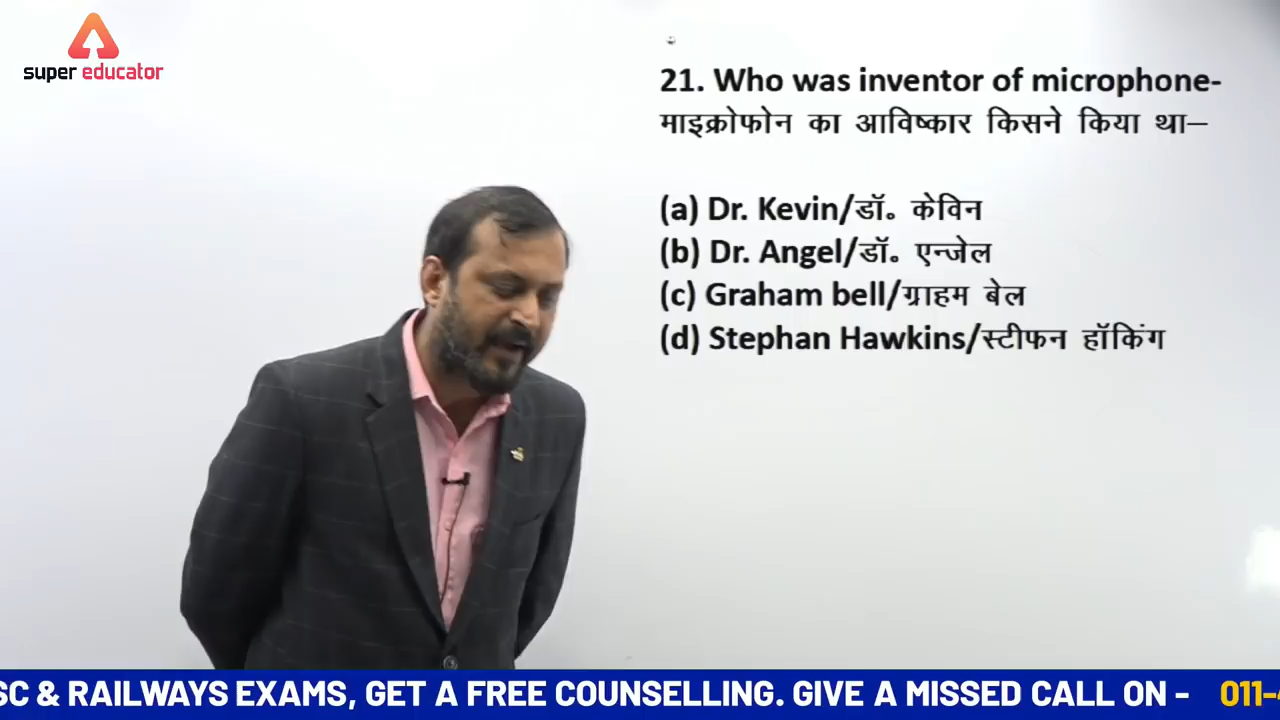 super educator
21. Who was inventor of microphone-
माइक्रोफोन का आविष्कार किसने किया था–
(a) Dr. Kevin/डॉ॰ केविन
(b) Dr. Angel/डॉ॰ एन्जेल
(c) Graham bell/ग्राहम बेल
(d) Stephan Hawkins/स्टीफन हॉकिंग
SC & RAILWAYS EXAMS, GET A FREE COUNSELLING. GIVE A MISSED CALL ON - 011-